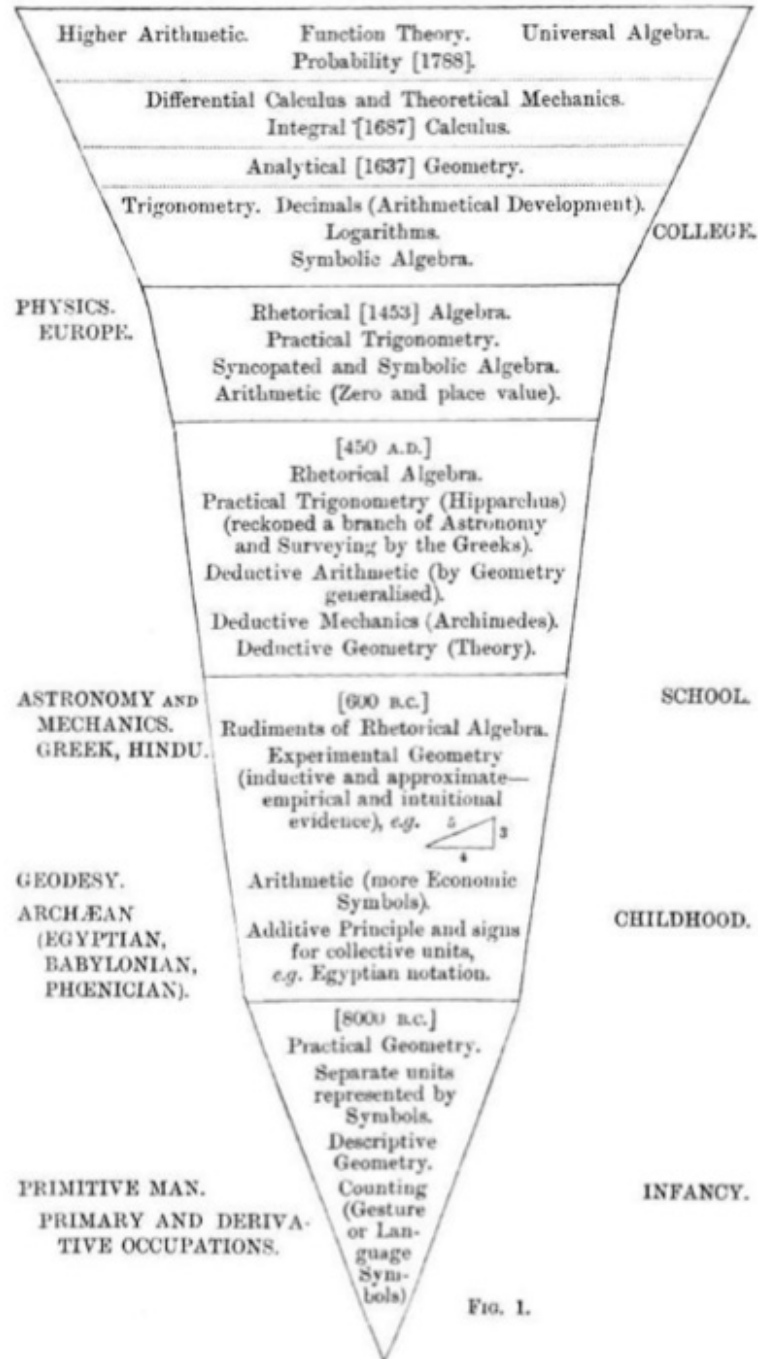 Higher Arithmetic. Function Theory. Universal Algebra.
Probability [1788].
Differential Calculus and Theoretical Mechanics.
Integral [1687] Calculus.
Analytical [1637] Geometry.
Trigonometry. Decimals (Arithmetical Development).
Logarithms.
Symbolic Algebra.
COLLEGE.
PHYSICS.
EUROPE.
Rhetorical [1453] Algebra.
Practical Trigonometry.
Syncopated and Symbolic Algebra.
Arithmetic (Zero and place value).
[450 A.D.]
Rhetorical Algebra.
Practical Trigonometry (Hipparchus)
(reckoned a branch of Astronomy
and Surveying by the Greeks).
Deductive Arithmetic (by Geometry
generalised).
Deductive Mechanics (Archimedes).
Deductive Geometry (Theory).
ASTRONOMY AND
MECHANICS.
GREEK, HINDU.
[600 B.C.]
Rudiments of Rhetorical Algebra.
Experimental Geometry
(inductive and approximate—
empirical and intuitional
evidence), e.g.
5
3
4
SCHOOL.
GEODESY.
ARCHÆAN
(EGYPTIAN,
BABYLONIAN,
PHŒNICIAN).
Arithmetic (more Economic
Symbols).
Additive Principle and signs
for collective units,
e.g. Egyptian notation.
CHILDHOOD.
[8000 B.C.]
Practical Geometry.
Separate units
represented by
Symbols.
Descriptive
Geometry.
Counting
(Gesture
or Lan-
guage
Sym-
bols)
PRIMITIVE MAN.
PRIMARY AND DERIVA-
TIVE OCCUPATIONS.
INFANCY.
FIG. 1.